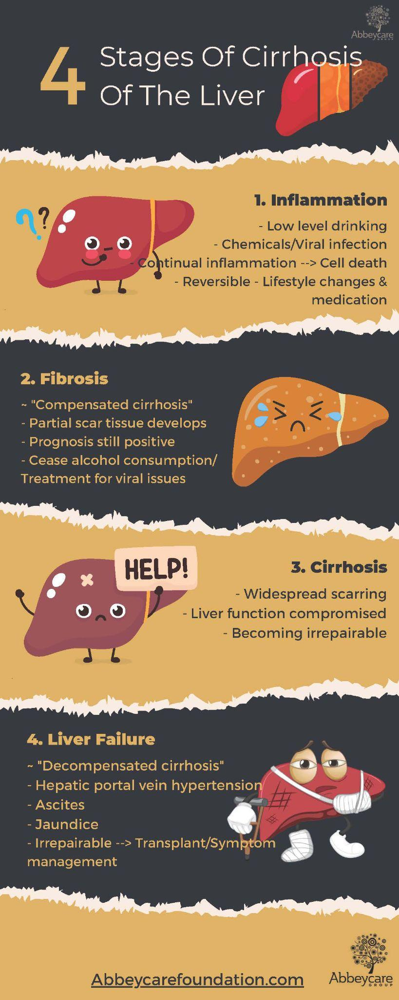 Abbeycare
GROUP
4 Stages Of Cirrhosis
Of The Liver
??
1. Inflammation
- Low level drinking
- Chemicals/Viral infection
- Continual inflammation --> Cell death
- Reversible - Lifestyle changes &
medication
2. Fibrosis
~ "Compensated cirrhosis"
- Partial scar tissue develops
- Prognosis still positive
- Cease alcohol consumption/
Treatment for viral issues
HELP!
3. Cirrhosis
- Widespread scarring
- Liver function compromised
- Becoming irrepairable
4. Liver Failure
~ "Decompensated cirrhosis"
- Hepatic portal vein hypertension
- Ascites
- Jaundice
- Irrepairable --> Transplant/Symptom
management
Abbeycarefoundation.com
Abbeycare
GROUP